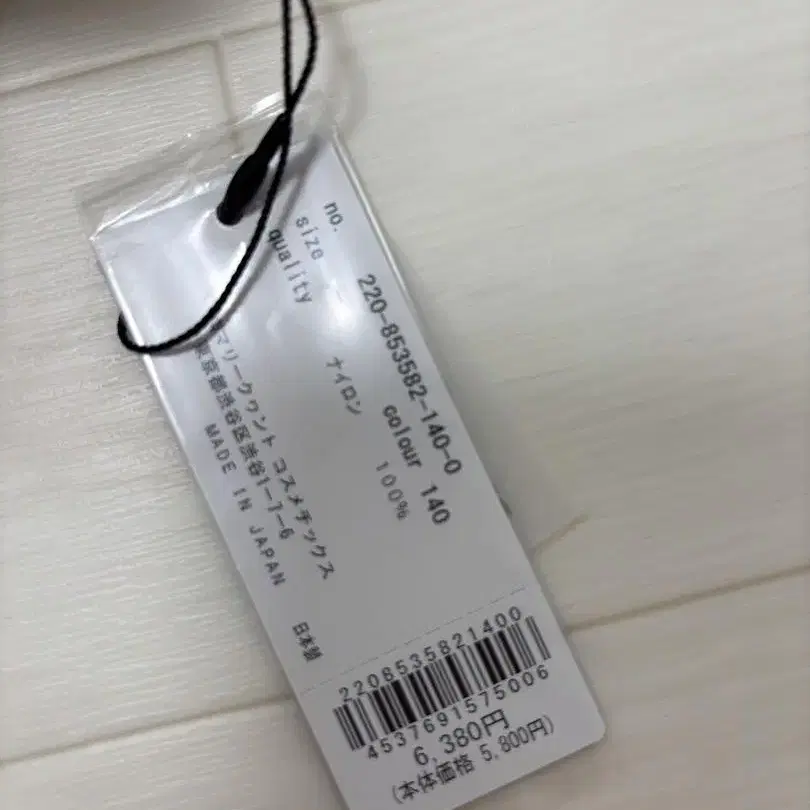 no. 220-853582-140-0
size colour 140
quality ナイロン 100%
マリークヮント コスメチックス
東京都渋谷区渋谷1-7-6
MADE IN JAPAN 日本製
2208535821400
4537691575006
6,380円
(本体価格 5,800円)